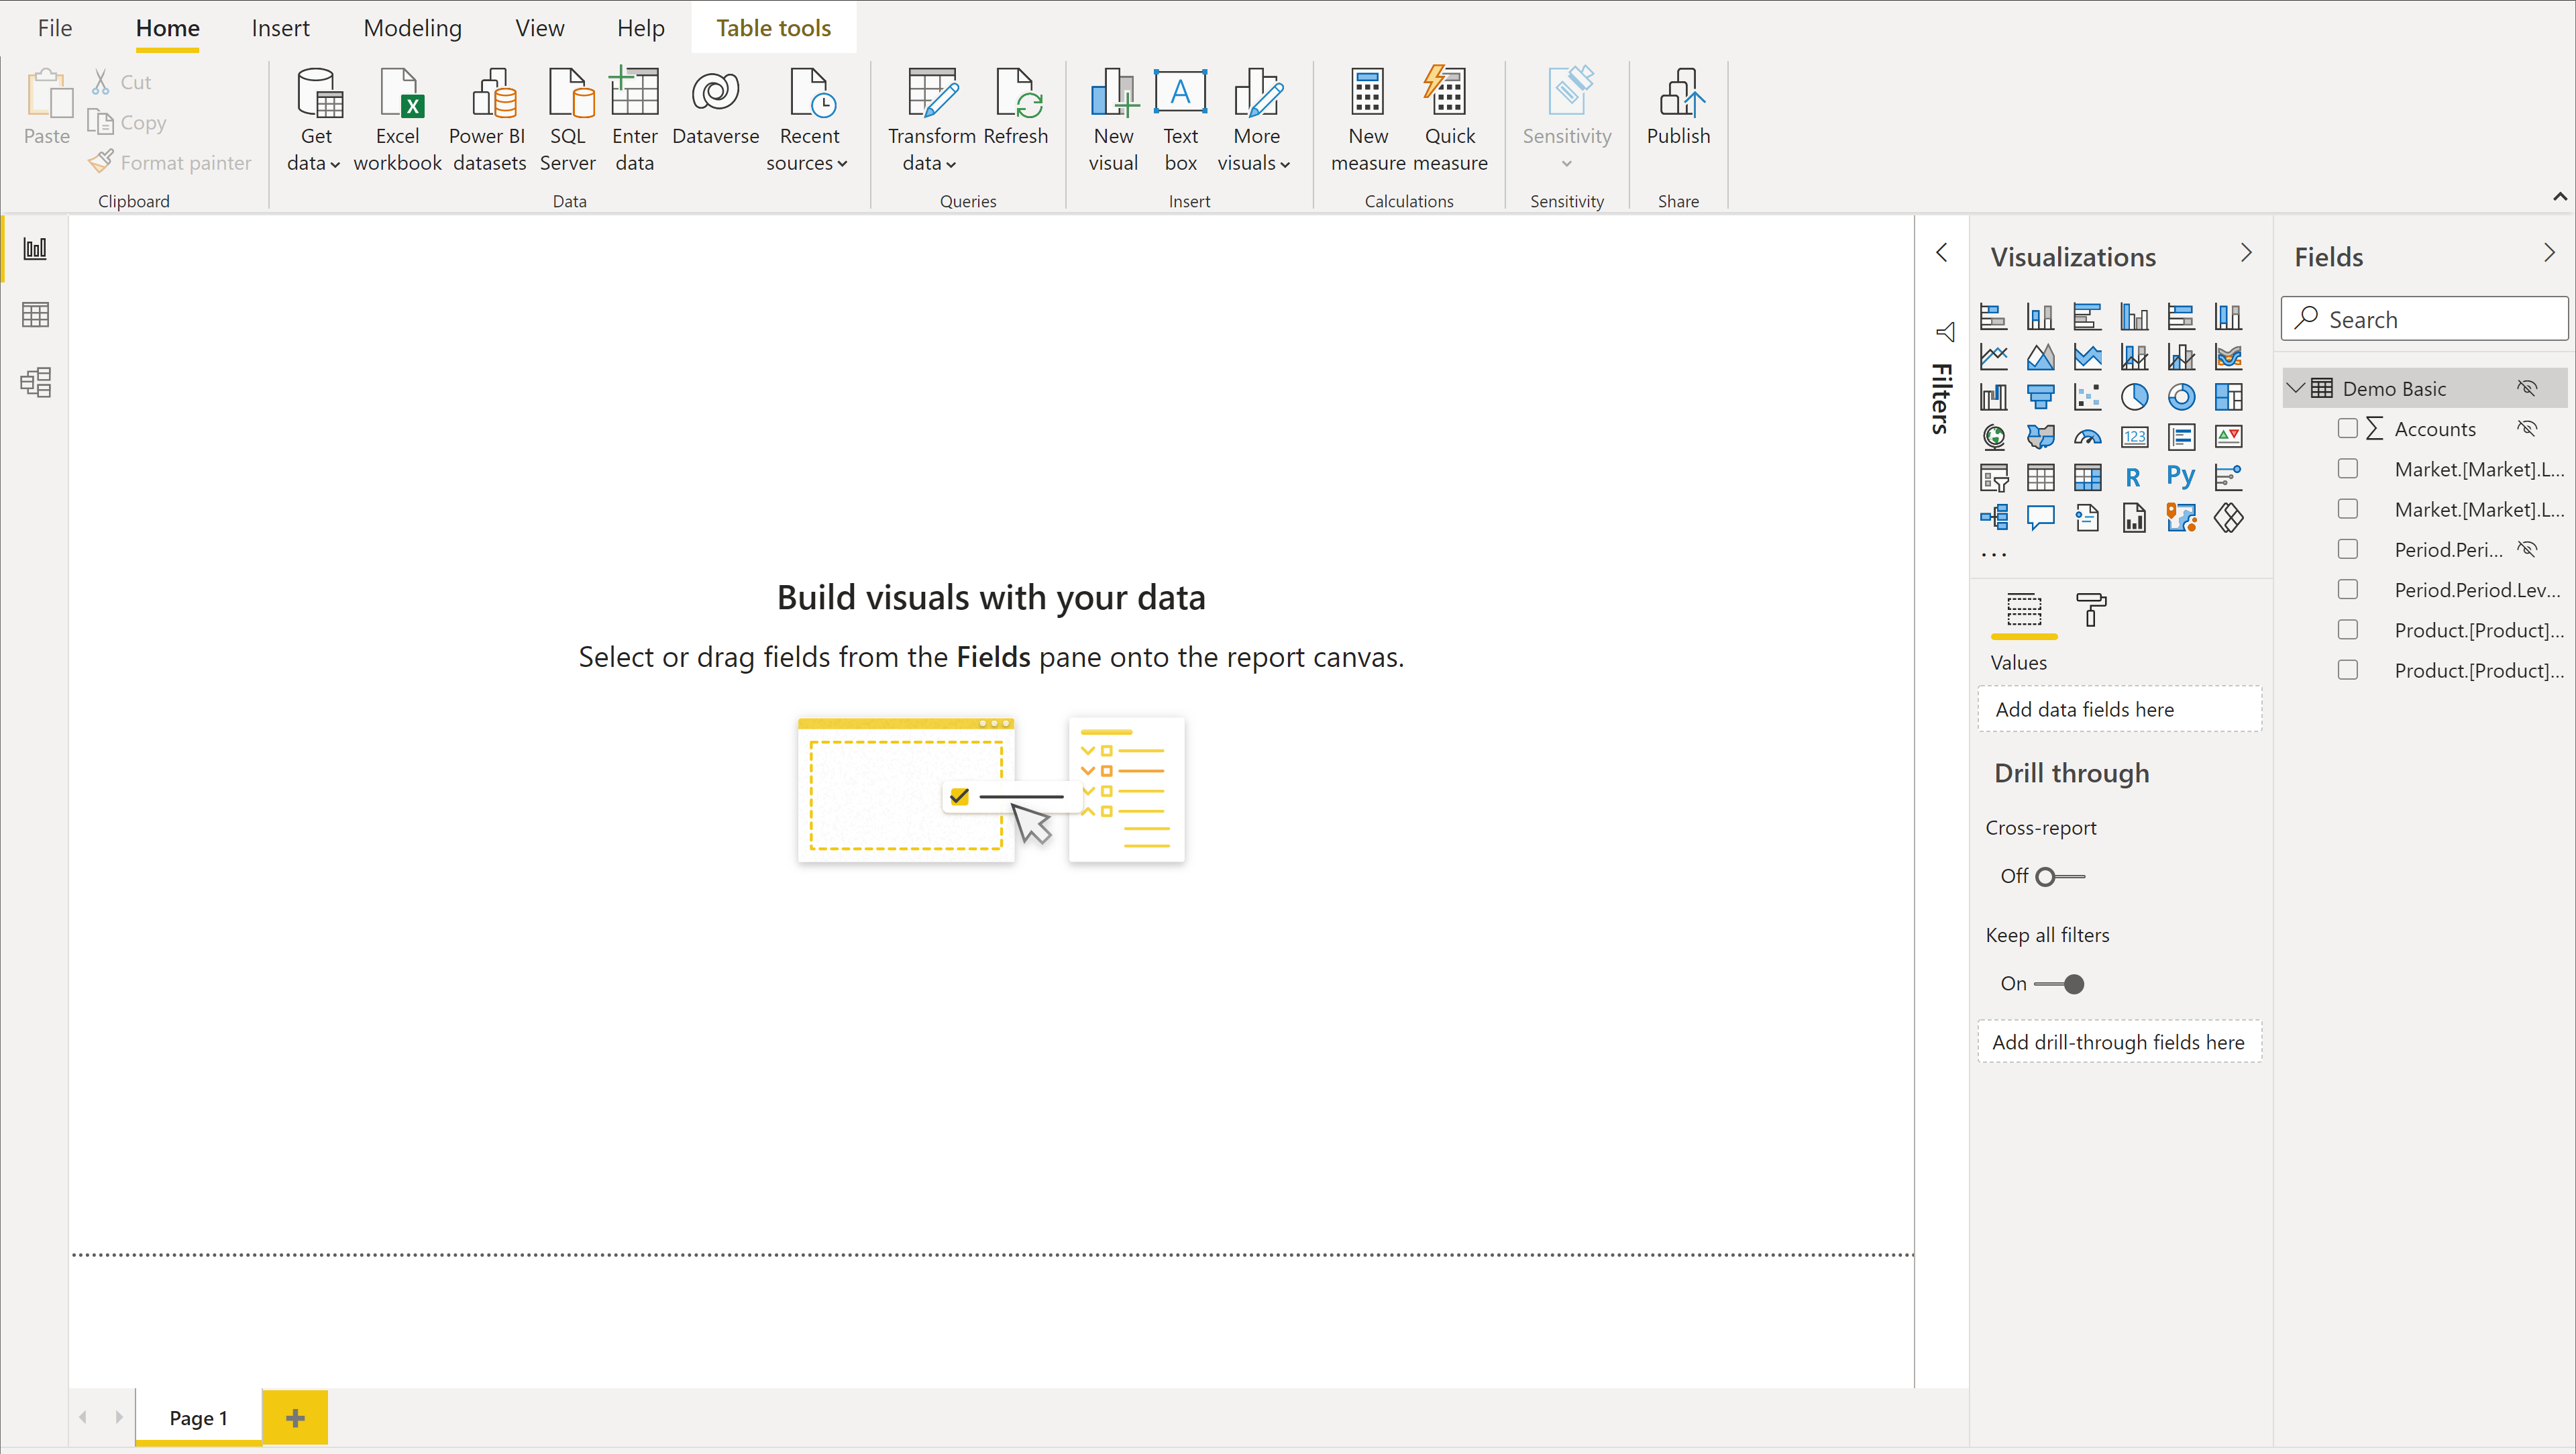 File Home Insert Modeling View Help Table tools
Paste
Cut
Copy
Format painter
Clipboard
Get data
Excel workbook
Power BI datasets
SQL Server
Enter data
Dataverse
Recent sources
Data
Transform data
Refresh
Queries
New visual
Text box
More visuals
Insert
New measure
Quick measure
Calculations
Sensitivity
Sensitivity
Publish
Share
Build visuals with your data
Select or drag fields from the Fields pane onto the report canvas.
Filters
Visualizations
123
R
Py
...
Values
Add data fields here
Drill through
Cross-report
Off
Keep all filters
On
Add drill-through fields here
Fields
Search
Demo Basic
Accounts
Market.[Market].L...
Market.[Market].L...
Period.Peri...
Period.Period.Lev...
Product.[Product]...
Product.[Product]...
Page 1